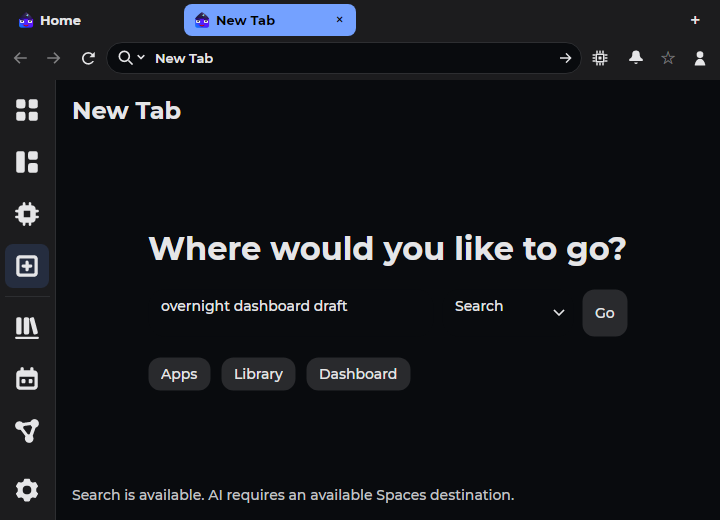 Home
New Tab
×
+
New Tab
New Tab
Where would you like to go?
overnight dashboard draft
Search
Go
Apps
Library
Dashboard
Search is available. AI requires an available Spaces destination.